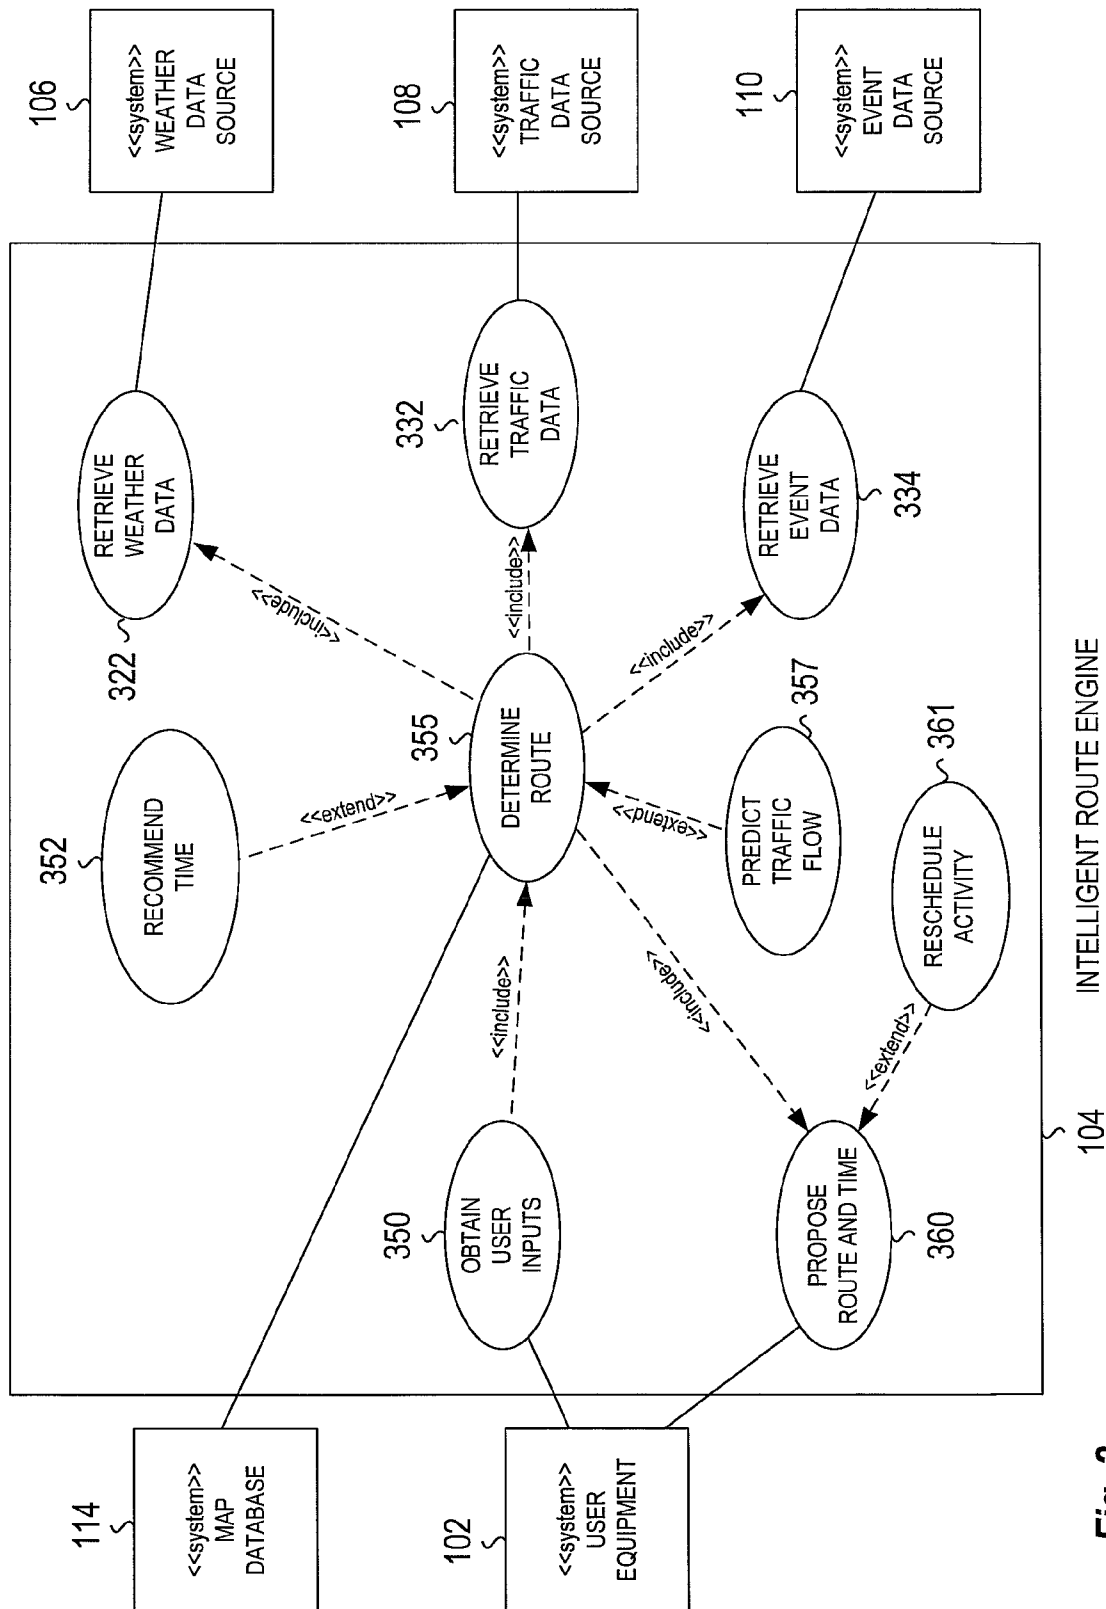 106
<<system>>
WEATHER
DATA
SOURCE
108
<<system>>
TRAFFIC
DATA
SOURCE
110
<<system>>
EVENT
DATA
SOURCE
322
RETRIEVE
WEATHER
DATA
332
RETRIEVE
TRAFFIC
DATA
334
RETRIEVE
EVENT
DATA
<<include>>
<<include>>
<<include>>
352
RECOMMEND
TIME
<<extend>>
355
DETERMINE
ROUTE
357
PREDICT
TRAFFIC
FLOW
<<extend>>
361
RESCHEDULE
ACTIVITY
<<extend>>
<<include>>
<<include>>
350
OBTAIN
USER
INPUTS
PROPOSE
ROUTE AND TIME
360
114
<<system>>
MAP
DATABASE
102
<<system>>
USER
EQUIPMENT
104
INTELLIGENT ROUTE ENGINE
Fig.